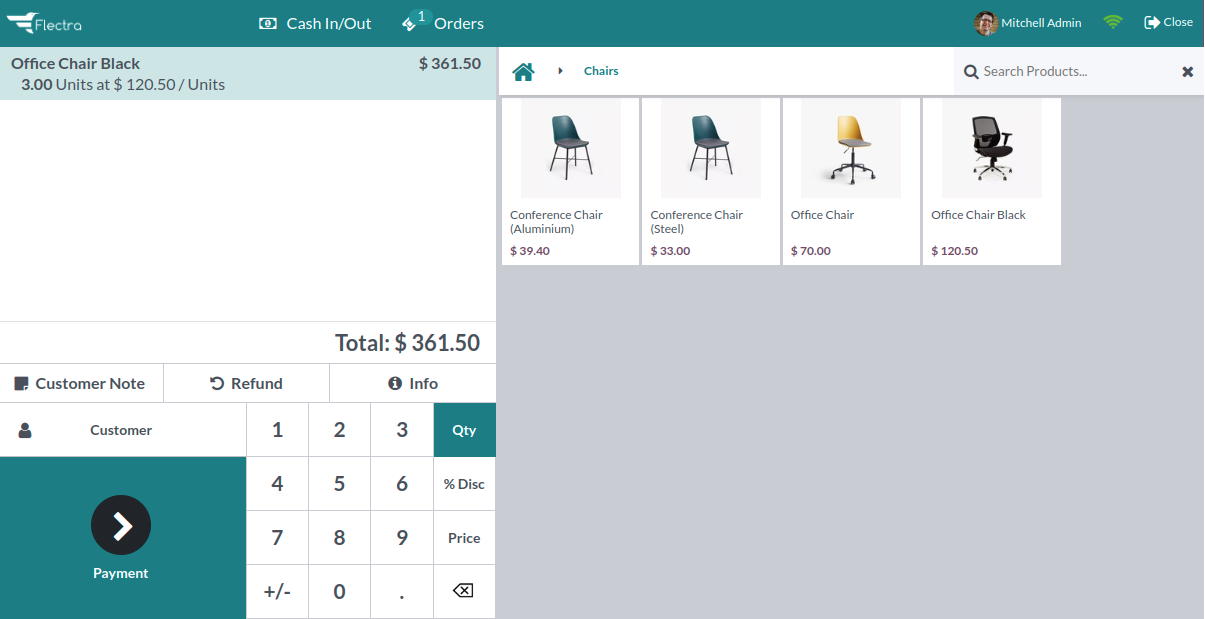 Flectra
Cash In/Out
1
Orders
Mitchell Admin
Close
Office Chair Black $ 361.50
3.00 Units at $ 120.50 / Units
Total: $ 361.50
Customer Note
Refund
Info
Customer
1 2 3 Qty
4 5 6 % Disc
7 8 9 Price
+/- 0 .
Payment
Chairs
Search Products...
Conference Chair
(Aluminium)
$ 39.40
Conference Chair
(Steel)
$ 33.00
Office Chair
$ 70.00
Office Chair Black
$ 120.50